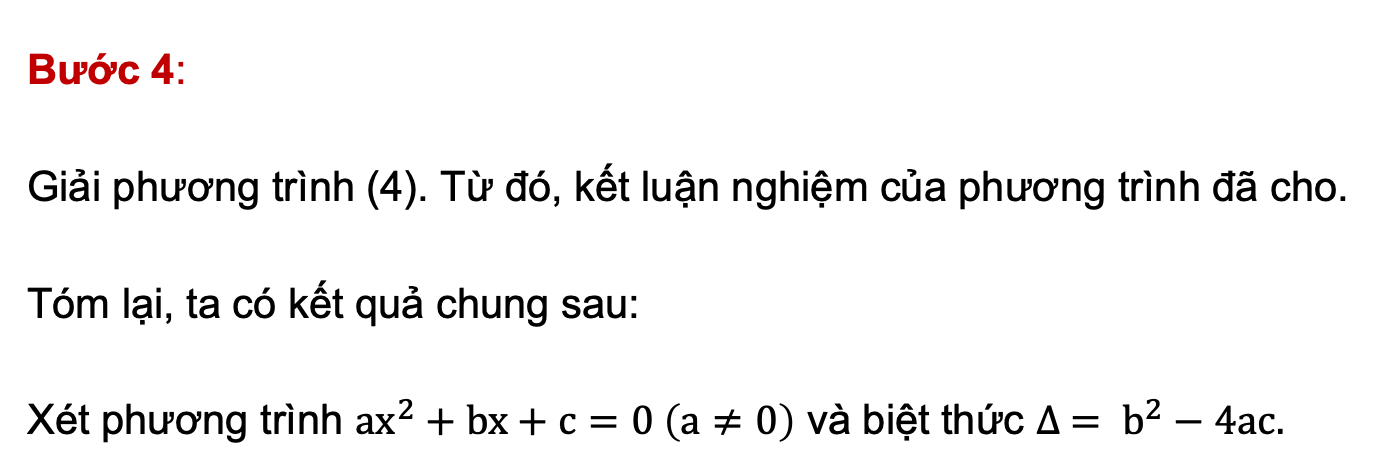 Bước 4:
Giải phương trình (4). Từ đó, kết luận nghiệm của phương trình đã cho.
Tóm lại, ta có kết quả chung sau:
Xét phương trình ax² + bx + c = 0 (a ≠ 0) và biệt thức Δ = b² − 4ac.